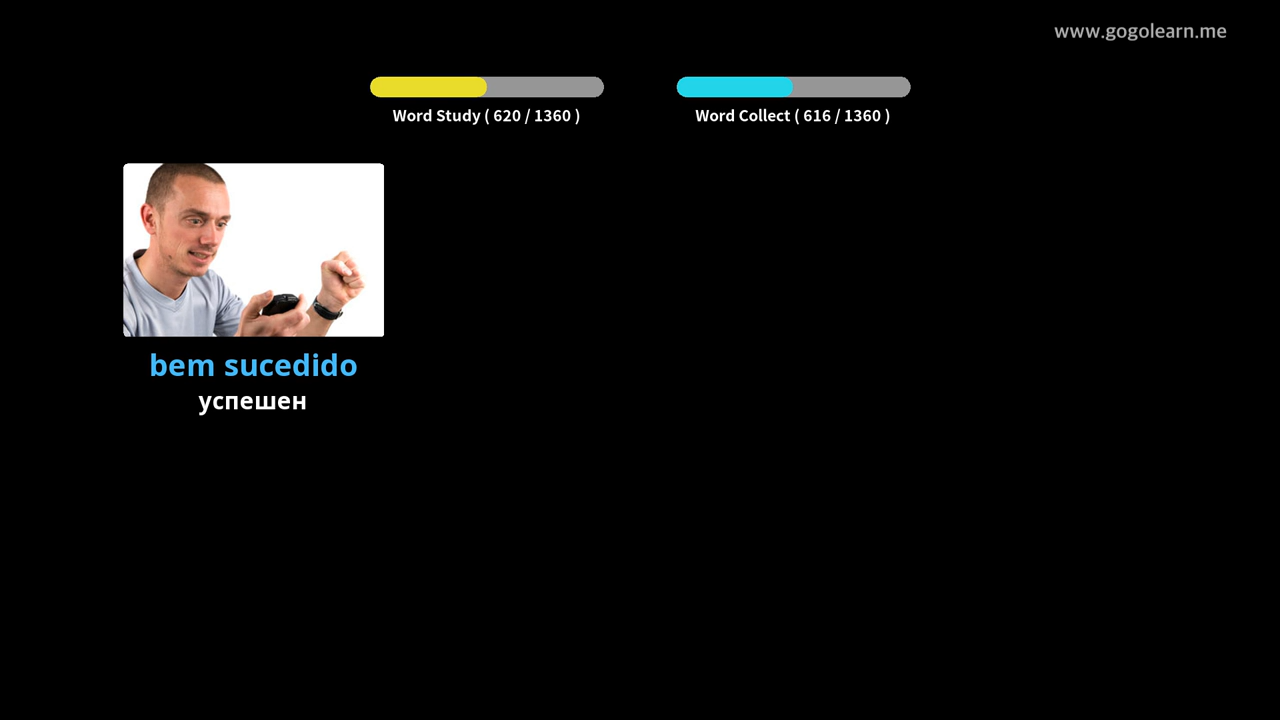 www.gogolearn.me
Word Study ( 620 / 1360 )
Word Collect ( 616 / 1360 )
bem sucedido
успешен